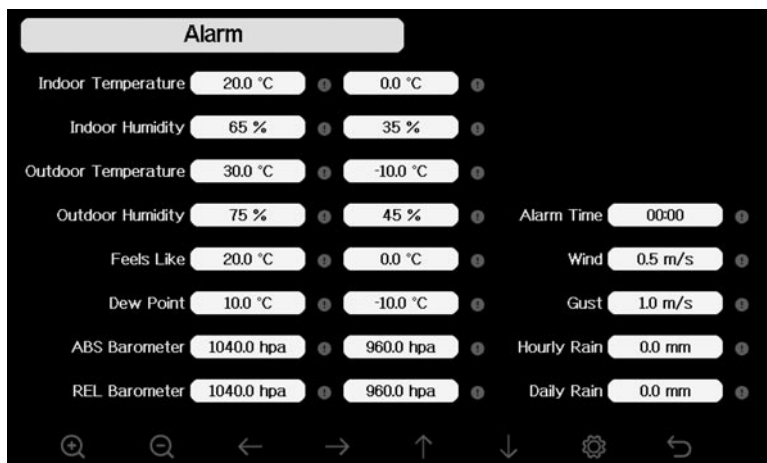 Alarm
Indoor Temperature 20.0 °C 0.0 °C
Indoor Humidity 65 % 35 %
Outdoor Temperature 30.0 °C -10.0 °C
Outdoor Humidity 75 % 45 % Alarm Time 00:00
Feels Like 20.0 °C 0.0 °C Wind 0.5 m/s
Dew Point 10.0 °C -10.0 °C Gust 1.0 m/s
ABS Barometer 1040.0 hpa 960.0 hpa Hourly Rain 0.0 mm
REL Barometer 1040.0 hpa 960.0 hpa Daily Rain 0.0 mm